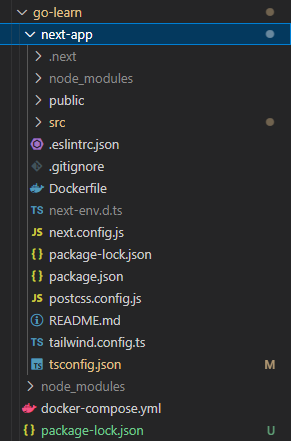 go-learn
next-app
.next
node_modules
public
src
.eslintrc.json
.gitignore
Dockerfile
TS next-env.d.ts
JS next.config.js
{} package-lock.json
{} package.json
JS postcss.config.js
README.md
TS tailwind.config.ts
TS tsconfig.json M
node_modules
docker-compose.yml
{} package-lock.json U